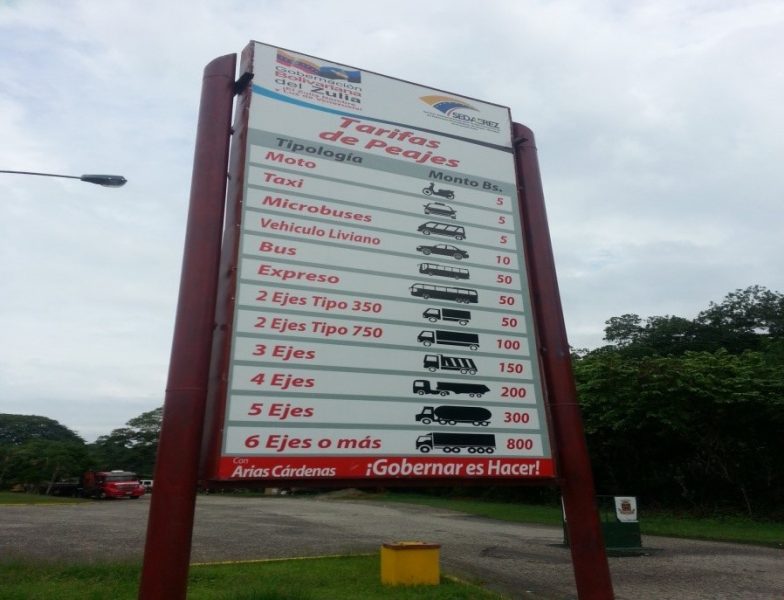 Gobernación
Bolivariana
del Zulia
SEDATREZ
Tarifas
de Peajes
Tipología Monto Bs.
Moto 5
Taxi 5
Microbuses 5
Vehiculo Liviano 10
Bus 50
Expreso 50
2 Ejes Tipo 350 50
2 Ejes Tipo 750 100
3 Ejes 150
4 Ejes 200
5 Ejes 300
6 Ejes o más 800
Con
Arias Cárdenas ¡Gobernar es Hacer!